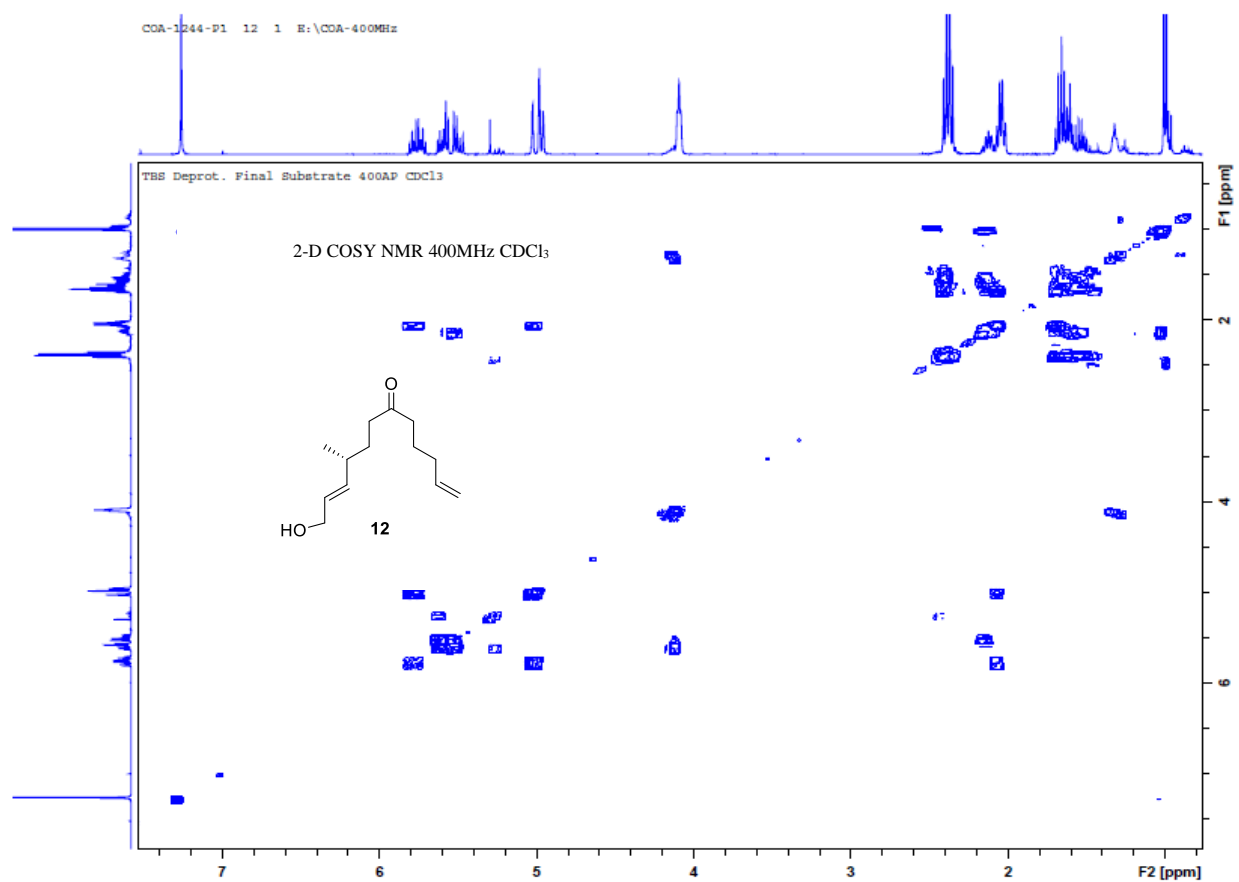 COA-1244-P1 12 1 E:\COA-400MHz
TBS Deprot. Final Substrate 400AP CDCl3
2-D COSY NMR 400MHz CDCl₃
O
HO
12
F1 [ppm]
2
4
6
7 6 5 4 3 2 F2 [ppm]